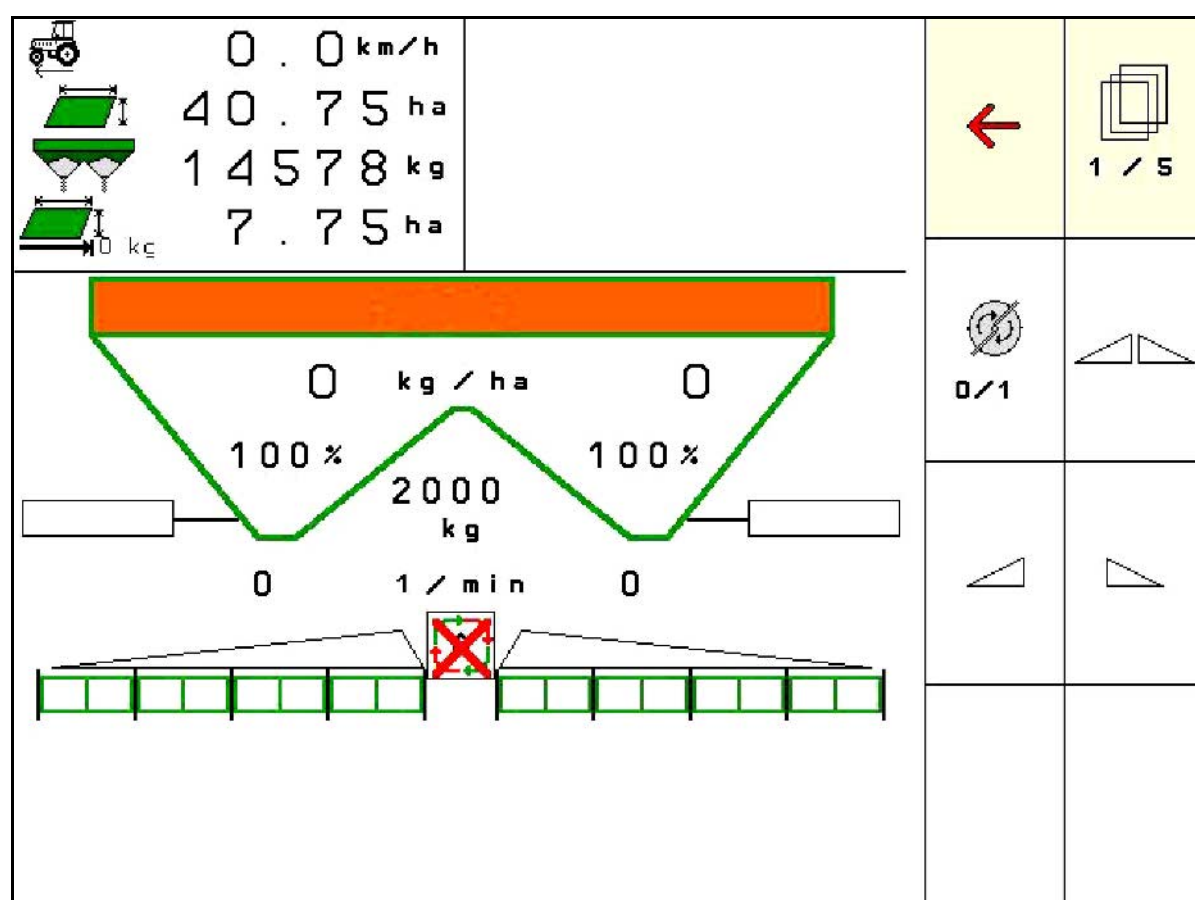 0.0 km/h
40.75 ha
14578 kg
7.75 ha
0 kg
1 / 5
0/1
0 kg/ha 0
100% 100%
2000
kg
0 1/min 0